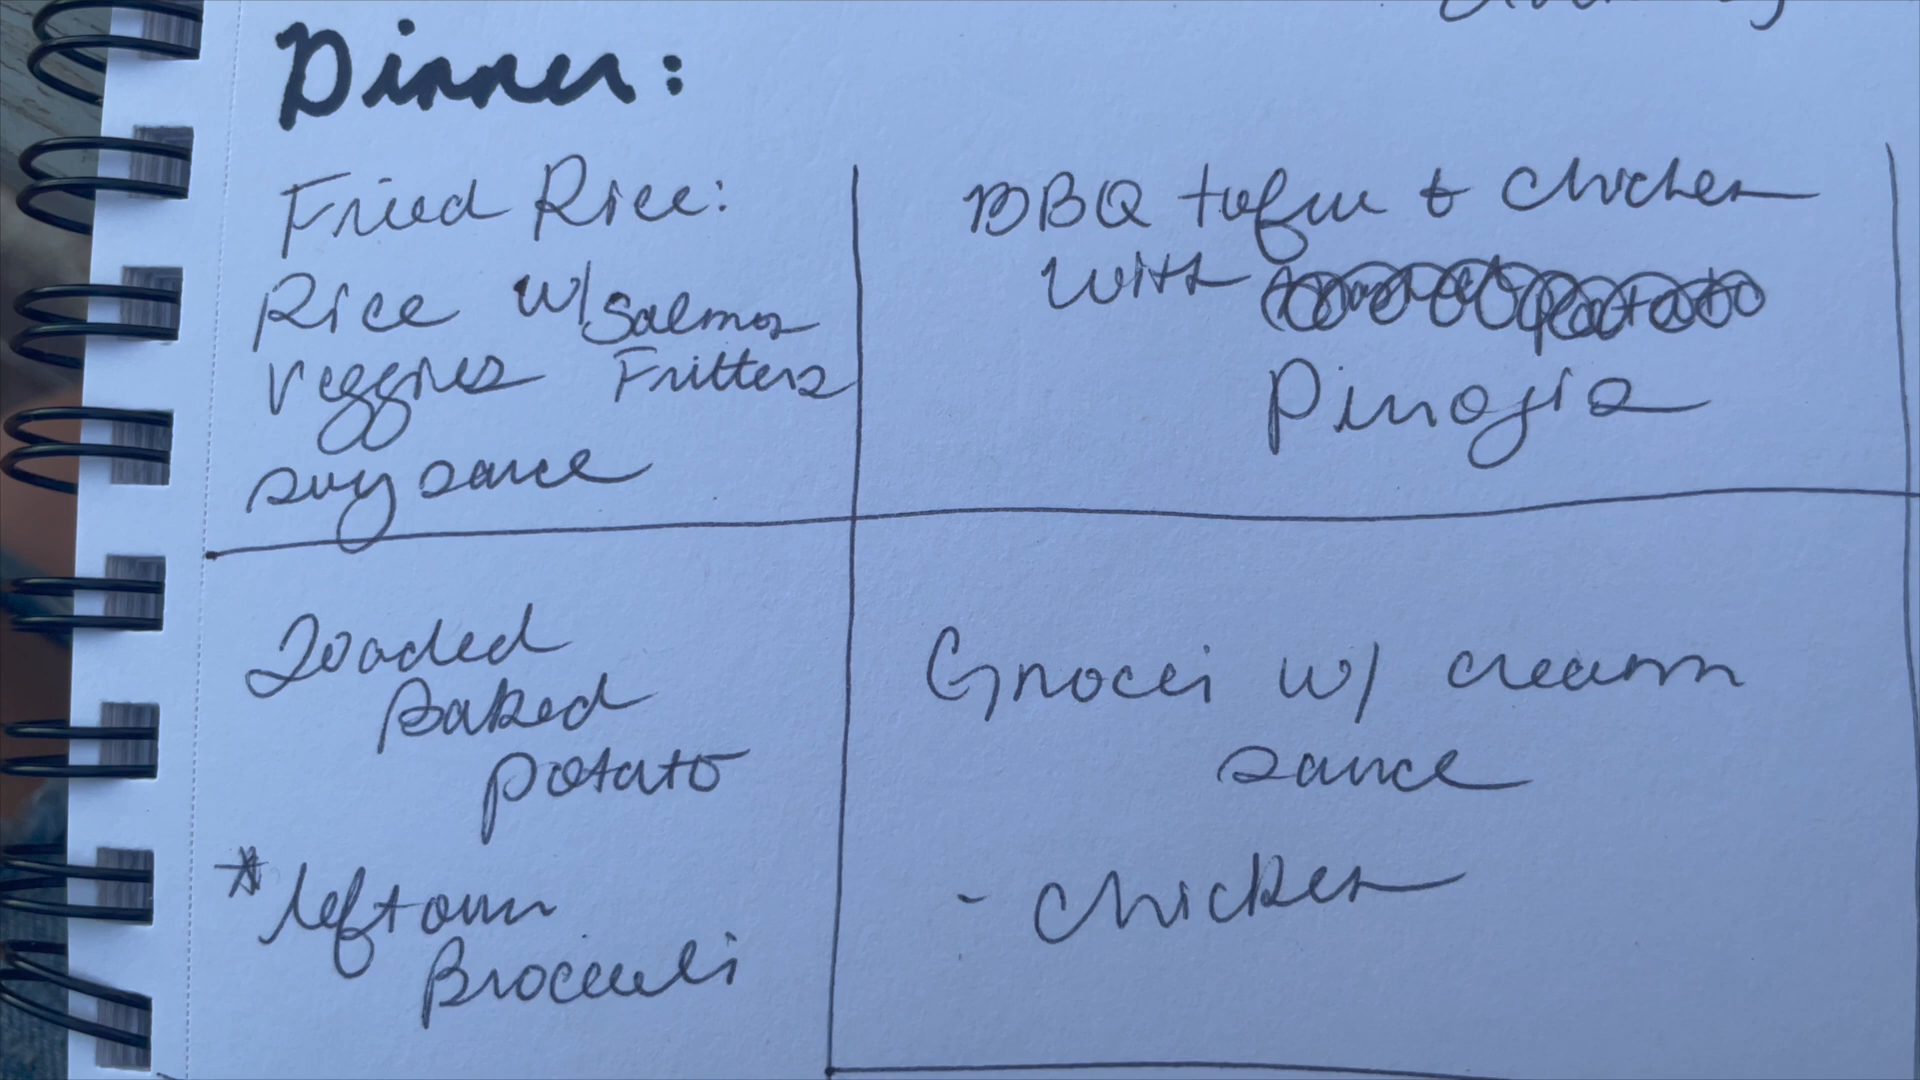 Dinner:
Fried Rice:
Rice w/ Salmon
Veggies Fritters
soy sauce
BBQ tofu & chicken
with
Pirogis
Loaded
Baked
potato
*leftover
Broccoli
Gnocci w/ cream
sauce
- chicken